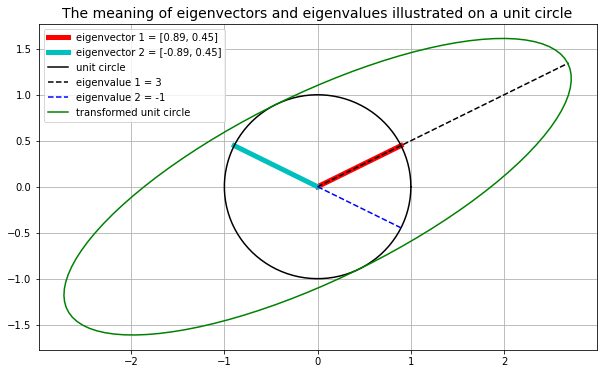 The meaning of eigenvectors and eigenvalues illustrated on a unit circle
eigenvector 1 = [0.89, 0.45]
eigenvector 2 = [-0.89, 0.45]
unit circle
eigenvalue 1 = 3
eigenvalue 2 = -1
transformed unit circle
1.5
1.0
0.5
0.0
−0.5
−1.0
−1.5
−2
−1
0
1
2